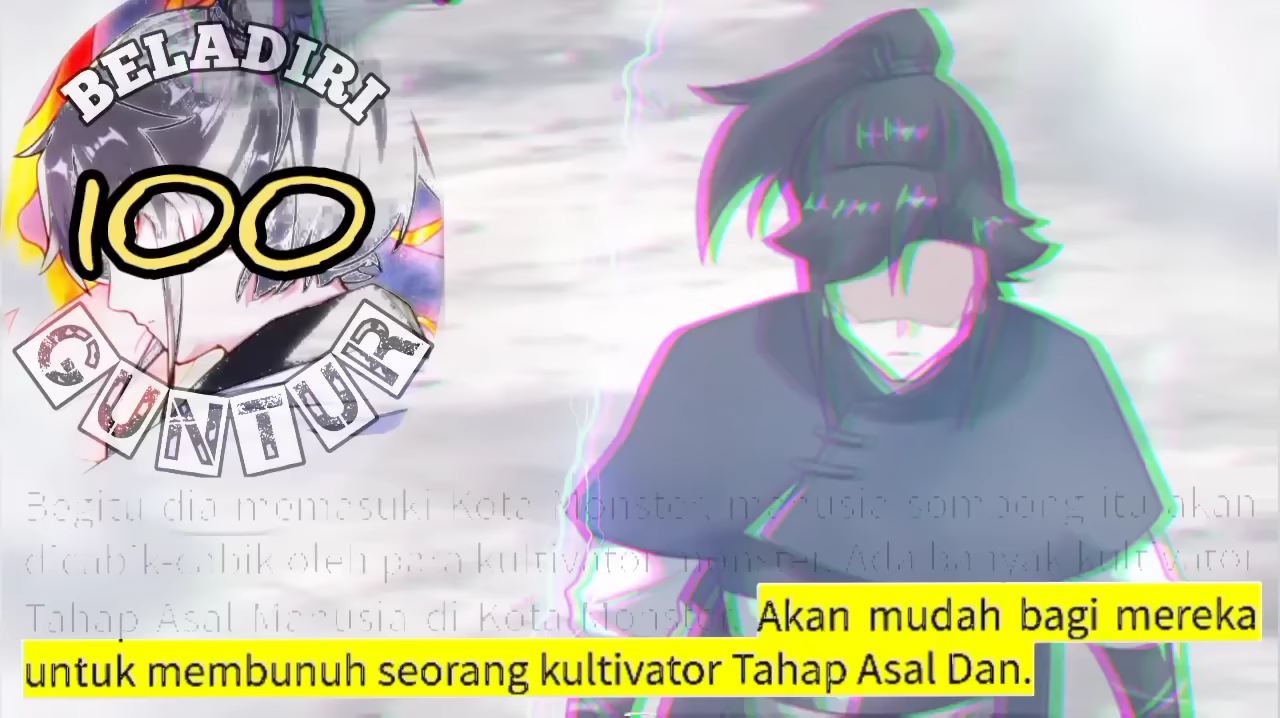 BELADIRI
100
GUNTUR
Begitu dia memasuki Kota Monster, manusia sombong itu akan
dicabik-cabik oleh para kultivator monster. Ada banyak kultivator
Tahap Asal Manusia di Kota Monster. Akan mudah bagi mereka
untuk membunuh seorang kultivator Tahap Asal Dan.